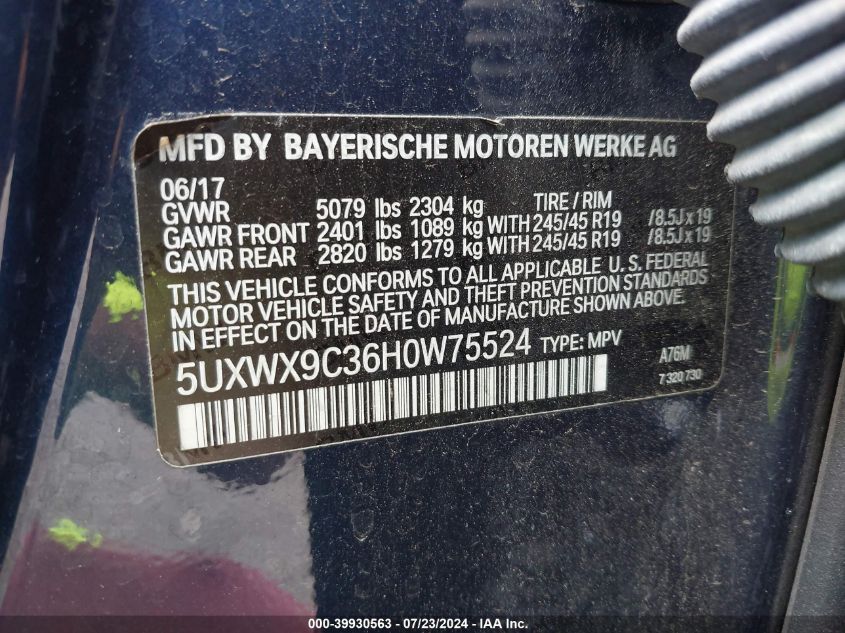 MFD BY BAYERISCHE MOTOREN WERKE AG
06/17 TIRE / RIM
GVWR 5079 lbs 2304 kg
GAWR FRONT 2401 lbs 1089 kg WITH 245/45 R19 /8.5J x 19
GAWR REAR 2820 lbs 1279 kg WITH 245/45 R19 /8.5J x 19
THIS VEHICLE CONFORMS TO ALL APPLICABLE U.S. FEDERAL
MOTOR VEHICLE SAFETY AND THEFT PREVENTION STANDARDS
IN EFFECT ON THE DATE OF MANUFACTURE SHOWN ABOVE.
5UXWX9C36H0W75524 TYPE: MPV A76M
7 320 730
000-39930563 - 07/23/2024 - © IAA, Inc.